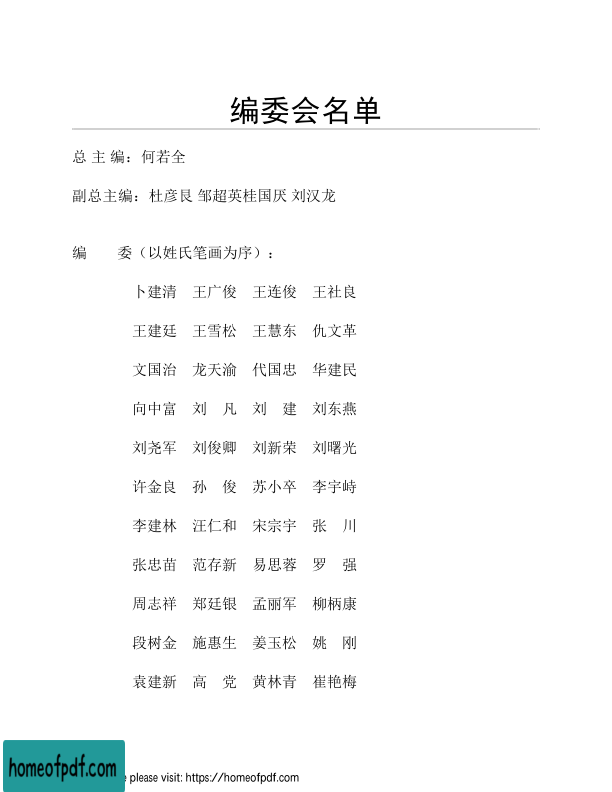 编委会名单
总 主 编：何若全
副总主编：杜彦良 邹超英桂国庆 刘汉龙
编　　委（以姓氏笔画为序）：
卜建清　王广俊　王连俊　王社良
王建廷　王雪松　王慧东　仇文革
文国治　龙天渝　代国忠　华建民
向中富　刘　凡　刘　建　刘东燕
刘尧军　刘俊卿　刘新荣　刘曙光
许金良　孙　俊　苏小卒　李宇峙
李建林　汪仁和　宋宗宇　张　川
张忠苗　范存新　易思蓉　罗　强
周志祥　郑廷银　孟丽军　柳炳康
段树金　施惠生　姜玉松　姚　刚
袁建新　高　党　黄林青　崔艳梅
homeofpdf.com
e please visit: https://homeofpdf.com